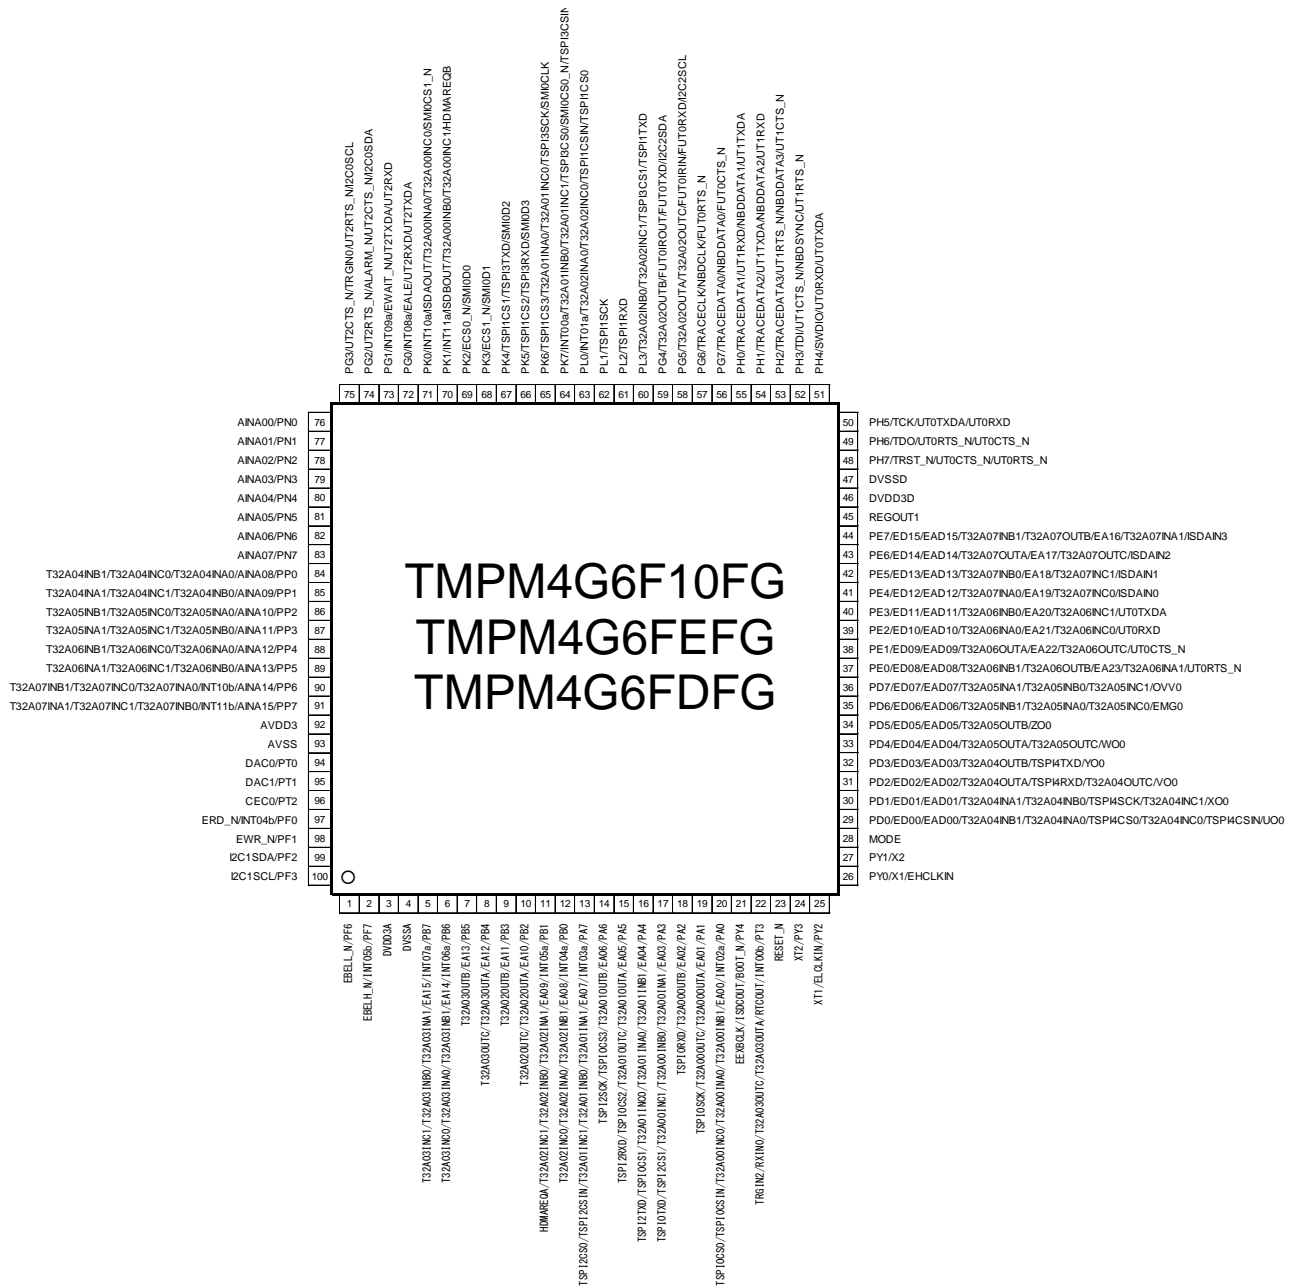 PG3/UT2CTS_N/TRGIN0/UT2RTS_N/I2C0SCL
PG2/UT2RTS_N/ALARM_N/UT2CTS_N/I2C0SDA
PG1/INT09a/EWAIT_N/UT2TXDA/UT2RXD
PG0/INT08a/EALE/UT2RXD/UT2TXDA
PK0/INT10a/ISDAOUT/T32A00INA0/T32A00INC0/SMI0CS1_N
PK1/INT11a/ISDBOUT/T32A00INB0/T32A00INC1/HDMAREQB
PK2/ECS0_N/SMI0D0
PK3/ECS1_N/SMI0D1
PK4/TSPI1CS1/TSPI3TXD/SMI0D2
PK5/TSPI1CS2/TSPI3RXD/SMI0D3
PK6/TSPI1CS3/T32A01INA0/T32A01INC0/TSPI3SCK/SMI0CLK
PK7/INT00a/T32A01INB0/T32A01INC1/TSPI3CS0/SMI0CS0_N/TSPI3CSIN
PL0/INT01a/T32A02INA0/T32A02INC0/TSPI1CSIN/TSPI1CS0
PL1/TSPI1SCK
PL2/TSPI1RXD
PL3/T32A02INB0/T32A02INC1/TSPI3CS1/TSPI1TXD
PG4/T32A02OUTB/FUT0IROUT/FUT0TXD/I2C2SDA
PG5/T32A02OUTA/T32A02OUTC/FUT0IRIN/FUT0RXD/I2C2SCL
PG6/TRACECLK/NBDCLK/FUT0RTS_N
PG7/TRACEDATA0/NBDDATA0/FUT0CTS_N
PH0/TRACEDATA1/UT1RXD/NBDDATA1/UT1TXDA
PH1/TRACEDATA2/UT1TXDA/NBDDATA2/UT1RXD
PH2/TRACEDATA3/UT1RTS_N/NBDDATA3/UT1CTS_N
PH3/TDI/UT1CTS_N/NBDSYNC/UT1RTS_N
PH4/SWDIO/UT0RXD/UT0TXDA
75 74 73 72 71 70 69 68 67 66 65 64 63 62 61 60 59 58 57 56 55 54 53 52 51
AINA00/PN0 76
AINA01/PN1 77
AINA02/PN2 78
AINA03/PN3 79
AINA04/PN4 80
AINA05/PN5 81
AINA06/PN6 82
AINA07/PN7 83
T32A04INB1/T32A04INC0/T32A04INA0/AINA08/PP0 84
T32A04INA1/T32A04INC1/T32A04INB0/AINA09/PP1 85
T32A05INB1/T32A05INC0/T32A05INA0/AINA10/PP2 86
T32A05INA1/T32A05INC1/T32A05INB0/AINA11/PP3 87
T32A06INB1/T32A06INC0/T32A06INA0/AINA12/PP4 88
T32A06INA1/T32A06INC1/T32A06INB0/AINA13/PP5 89
T32A07INB1/T32A07INC0/T32A07INA0/INT10b/AINA14/PP6 90
T32A07INA1/T32A07INC1/T32A07INB0/INT11b/AINA15/PP7 91
AVDD3 92
AVSS 93
DAC0/PT0 94
DAC1/PT1 95
CEC0/PT2 96
ERD_N/INT04b/PF0 97
EWR_N/PF1 98
I2C1SDA/PF2 99
I2C1SCL/PF3 100
TMPM4G6F10FG
TMPM4G6FEFG
TMPM4G6FDFG
50 PH5/TCK/UT0TXDA/UT0RXD
49 PH6/TDO/UT0RTS_N/UT0CTS_N
48 PH7/TRST_N/UT0CTS_N/UT0RTS_N
47 DVSSD
46 DVDD3D
45 REGOUT1
44 PE7/ED15/EAD15/T32A07INB1/T32A07OUTB/EA16/T32A07INA1/ISDAIN3
43 PE6/ED14/EAD14/T32A07OUTA/EA17/T32A07OUTC/ISDAIN2
42 PE5/ED13/EAD13/T32A07INB0/EA18/T32A07INC1/ISDAIN1
41 PE4/ED12/EAD12/T32A07INA0/EA19/T32A07INC0/ISDAIN0
40 PE3/ED11/EAD11/T32A06INB0/EA20/T32A06INC1/UT0TXDA
39 PE2/ED10/EAD10/T32A06INA0/EA21/T32A06INC0/UT0RXD
38 PE1/ED09/EAD09/T32A06OUTA/EA22/T32A06OUTC/UT0CTS_N
37 PE0/ED08/EAD08/T32A06INB1/T32A06OUTB/EA23/T32A06INA1/UT0RTS_N
36 PD7/ED07/EAD07/T32A05INA1/T32A05INB0/T32A05INC1/OVV0
35 PD6/ED06/EAD06/T32A05INB1/T32A05INA0/T32A05INC0/EMG0
34 PD5/ED05/EAD05/T32A05OUTB/ZO0
33 PD4/ED04/EAD04/T32A05OUTA/T32A05OUTC/WO0
32 PD3/ED03/EAD03/T32A04OUTB/TSPI4TXD/YO0
31 PD2/ED02/EAD02/T32A04OUTA/TSPI4RXD/T32A04OUTC/VO0
30 PD1/ED01/EAD01/T32A04INA1/T32A04INB0/TSPI4SCK/T32A04INC1/XO0
29 PD0/ED00/EAD00/T32A04INB1/T32A04INA0/TSPI4CS0/T32A04INC0/TSPI4CSIN/UO0
28 MODE
27 PY1/X2
26 PY0/X1/EHCLKIN
1 2 3 4 5 6 7 8 9 10 11 12 13 14 15 16 17 18 19 20 21 22 23 24 25
EBELL_N/PF6
EBELH_N/INT05b/PF7
DVDD3A
DVSSA
T32A03INC1/T32A03INB0/T32A03INA1/EA15/INT07a/PB7
T32A03INC0/T32A03INA0/T32A03INB1/EA14/INT06a/PB6
T32A03OUTB/EA13/PB5
T32A03OUTC/T32A03OUTA/EA12/PB4
T32A02OUTB/EA11/PB3
T32A02OUTC/T32A02OUTA/EA10/PB2
HDMAREQA/T32A02INC1/T32A02INB0/T32A02INA1/EA09/INT05a/PB1
T32A02INC0/T32A02INA0/T32A02INB1/EA08/INT04a/PB0
TSPI2CS0/TSPI2CSIN/T32A01INC1/T32A01INB0/T32A01INA1/EA07/INT03a/PA7
TSPI2SCK/TSPI0CS3/T32A01OUTB/EA06/PA6
TSPI2RXD/TSPI0CS2/T32A01OUTC/T32A01OUTA/EA05/PA5
TSPI2TXD/TSPI0CS1/T32A01INC0/T32A01INA0/T32A01INB1/EA04/PA4
TSPI0TXD/TSPI2CS1/T32A00INC1/T32A00INB0/T32A00INA1/EA03/PA3
TSPI0RXD/T32A00OUTB/EA02/PA2
TSPI0SCK/T32A00OUTC/T32A00OUTA/EA01/PA1
TSPI0CS0/TSPI0CSIN/T32A00INC0/T32A00INA0/T32A00INB1/EA00/INT02a/PA0
EEXBCLK/ISDCOUT/BOOT_N/PY4
TRGIN2/RXIN0/T32A03OUTC/T32A03OUTA/RTCOUT/INT00b/PT3
RESET_N
XT2/PY3
XT1/ELCLKIN/PY2